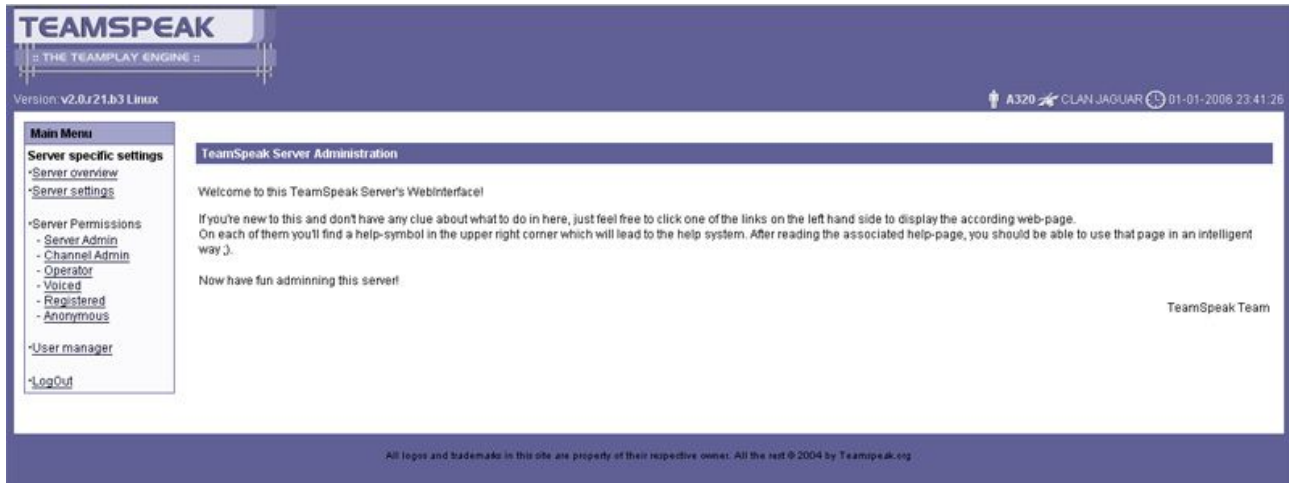 TEAMSPEAK
:: THE TEAMPLAY ENGINE ::
Version: v2.0.r21.b3 Linux
A320 CLAN JAGUAR 01-01-2006 23:41:26
Main Menu
Server specific settings
Server overview
Server settings
Server Permissions
- Server Admin
- Channel Admin
- Operator
- Voiced
- Registered
- Anonymous
User manager
LogOut
TeamSpeak Server Administration
Welcome to this TeamSpeak Server's WebInterface!
If you're new to this and don't have any clue about what to do in here, just feel free to click one of the links on the left hand side to display the according web-page.
On each of them you'll find a help-symbol in the upper right corner which will lead to the help system. After reading the associated help-page, you should be able to use that page in an intelligent
way ;).
Now have fun adminning this server!
TeamSpeak Team
All logos and trademarks in this site are property of their respective owner. All the rest © 2004 by Teamspeak.org